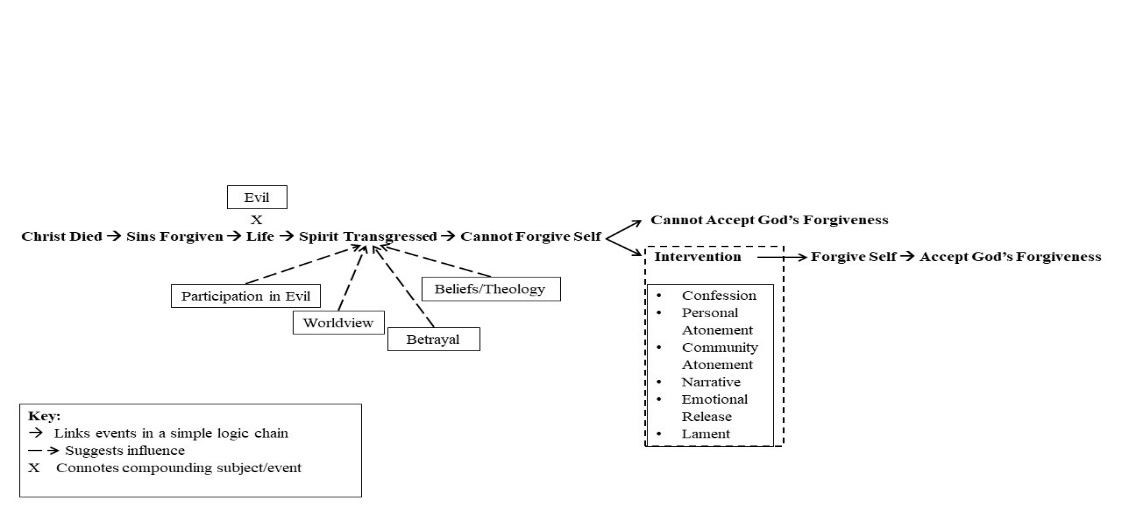 Evil
X
Christ Died → Sins Forgiven → Life → Spirit Transgressed → Cannot Forgive Self
Cannot Accept God's Forgiveness
Intervention → Forgive Self → Accept God's Forgiveness
Participation in Evil
Worldview
Betrayal
Beliefs/Theology
• Confession
• Personal
Atonement
• Community
Atonement
• Narrative
• Emotional
Release
• Lament
Key:
→ Links events in a simple logic chain
— → Suggests influence
X Connotes compounding subject/event